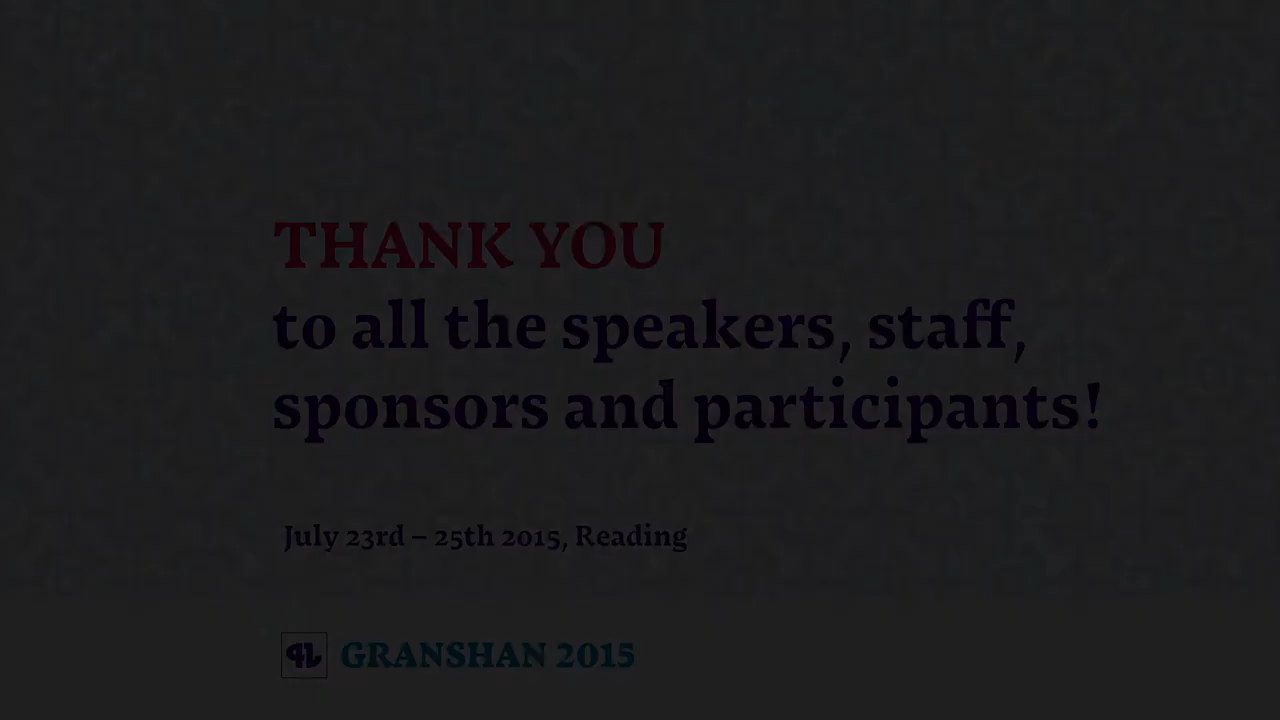 THANK YOU
to all the speakers, staff,
sponsors and participants!
July 23rd – 25th 2015, Reading
GRANSHAN 2015